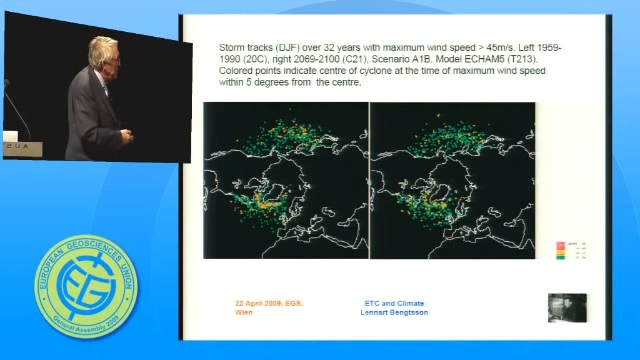 Storm tracks (DJF) over 32 years with maximum wind speed > 45m/s. Left 1959-
1990 (20C), right 2069-2100 (C21), Scenario A1B. Model ECHAM5 (T213).
Colored points indicate centre of cyclone at the time of maximum wind speed
within 5 degrees from the centre.
EUROPEAN GEOSCIENCES UNION
EGU
General Assembly 2009
22 April 2009, EGS,
Wien
ETC and Climate
Lennart Bengtsson